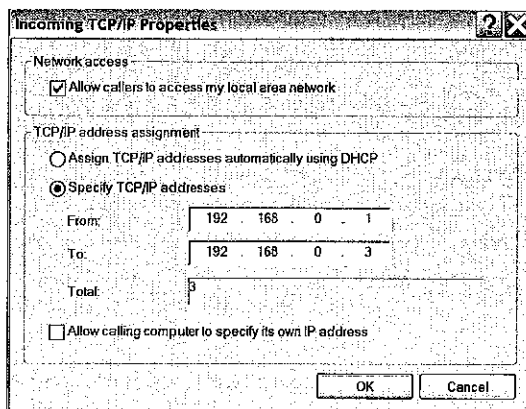 Incoming TCP/IP Properties
Network access
Allow callers to access my local area network
TCP/IP address assignment
Assign TCP/IP addresses automatically using DHCP
Specify TCP/IP addresses
From: 192 . 168 . 0 . 1
To: 192 . 168 . 0 . 3
Total: 3
Allow calling computer to specify its own IP address
OK Cancel